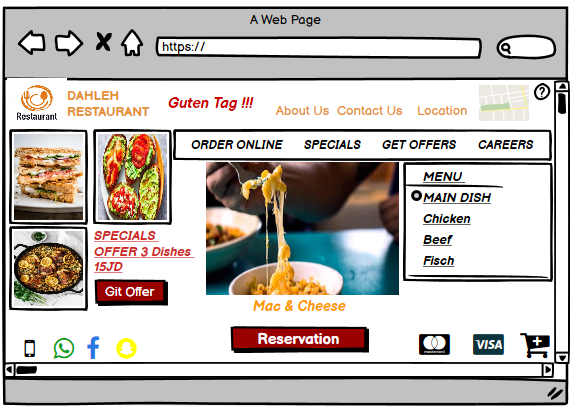 A Web Page
https://
Restaurant
DAHLEH
RESTAURANT
Guten Tag !!!
About Us Contact Us Location
?
ORDER ONLINE SPECIALS GET OFFERS CAREERS
MENU
MAIN DISH
Chicken
Beef
Fisch
SPECIALS
OFFER 3 Dishes
15JD
Git Offer
Mac & Cheese
Reservation
mastercard
VISA